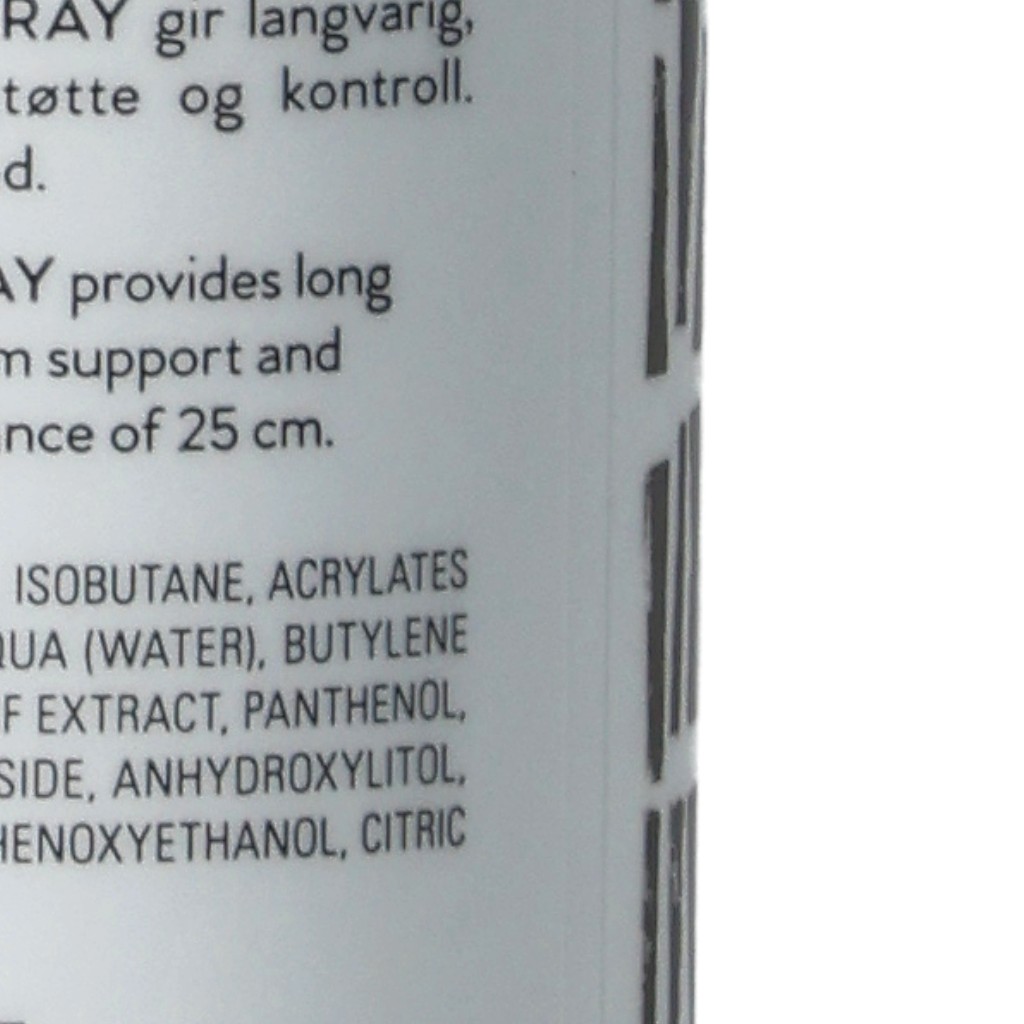 RAY gir langvarig,
tøtte og kontroll.
d.
AY provides long
m support and
nce of 25 cm.
ISOBUTANE, ACRYLATES
QUA (WATER), BUTYLENE
F EXTRACT, PANTHENOL,
SIDE, ANHYDROXYLITOL,
HENOXYETHANOL, CITRIC